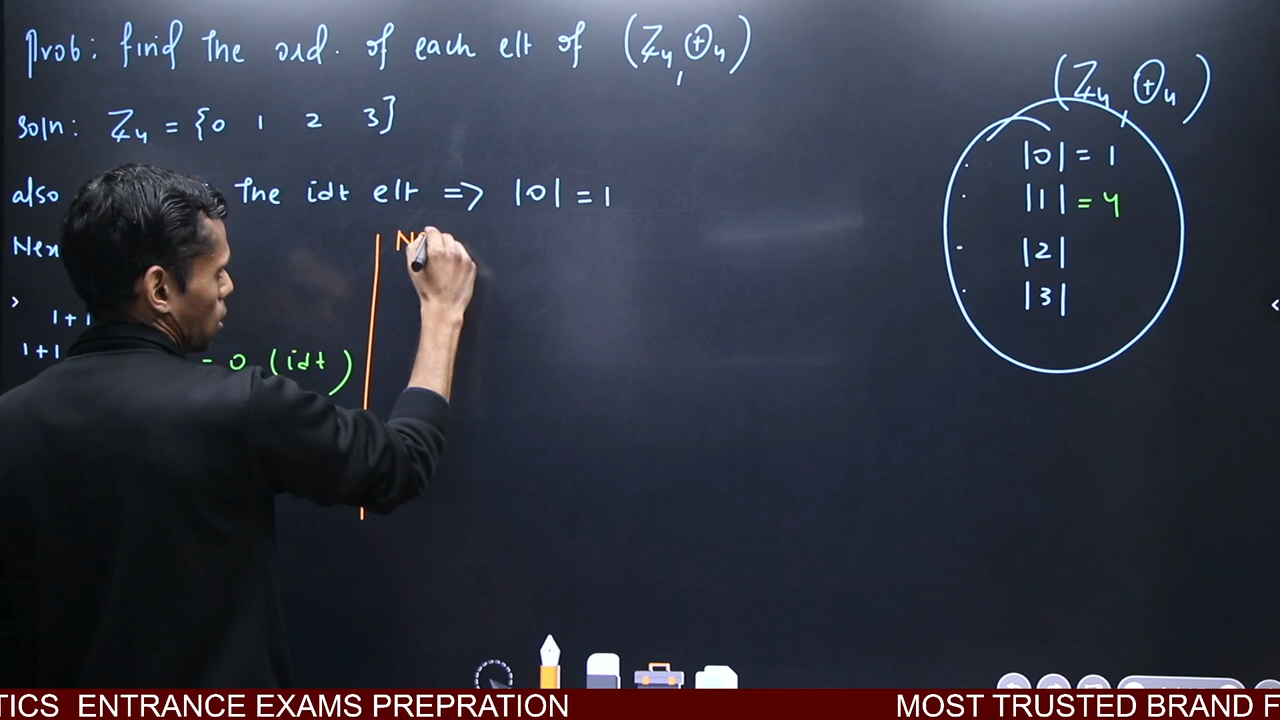 prob: find the ord. of each elt of (Z₄, ⊕₄)
soln: Z₄ = {0 1 2 3}
also the idt elt => |0| = 1
Nex
1+1
1+1 = 0 (idt)
(Z₄, ⊕₄)
|0| = 1
|1| = 4
|2|
|3|
TICS ENTRANCE EXAMS PREPRATION MOST TRUSTED BRAND F